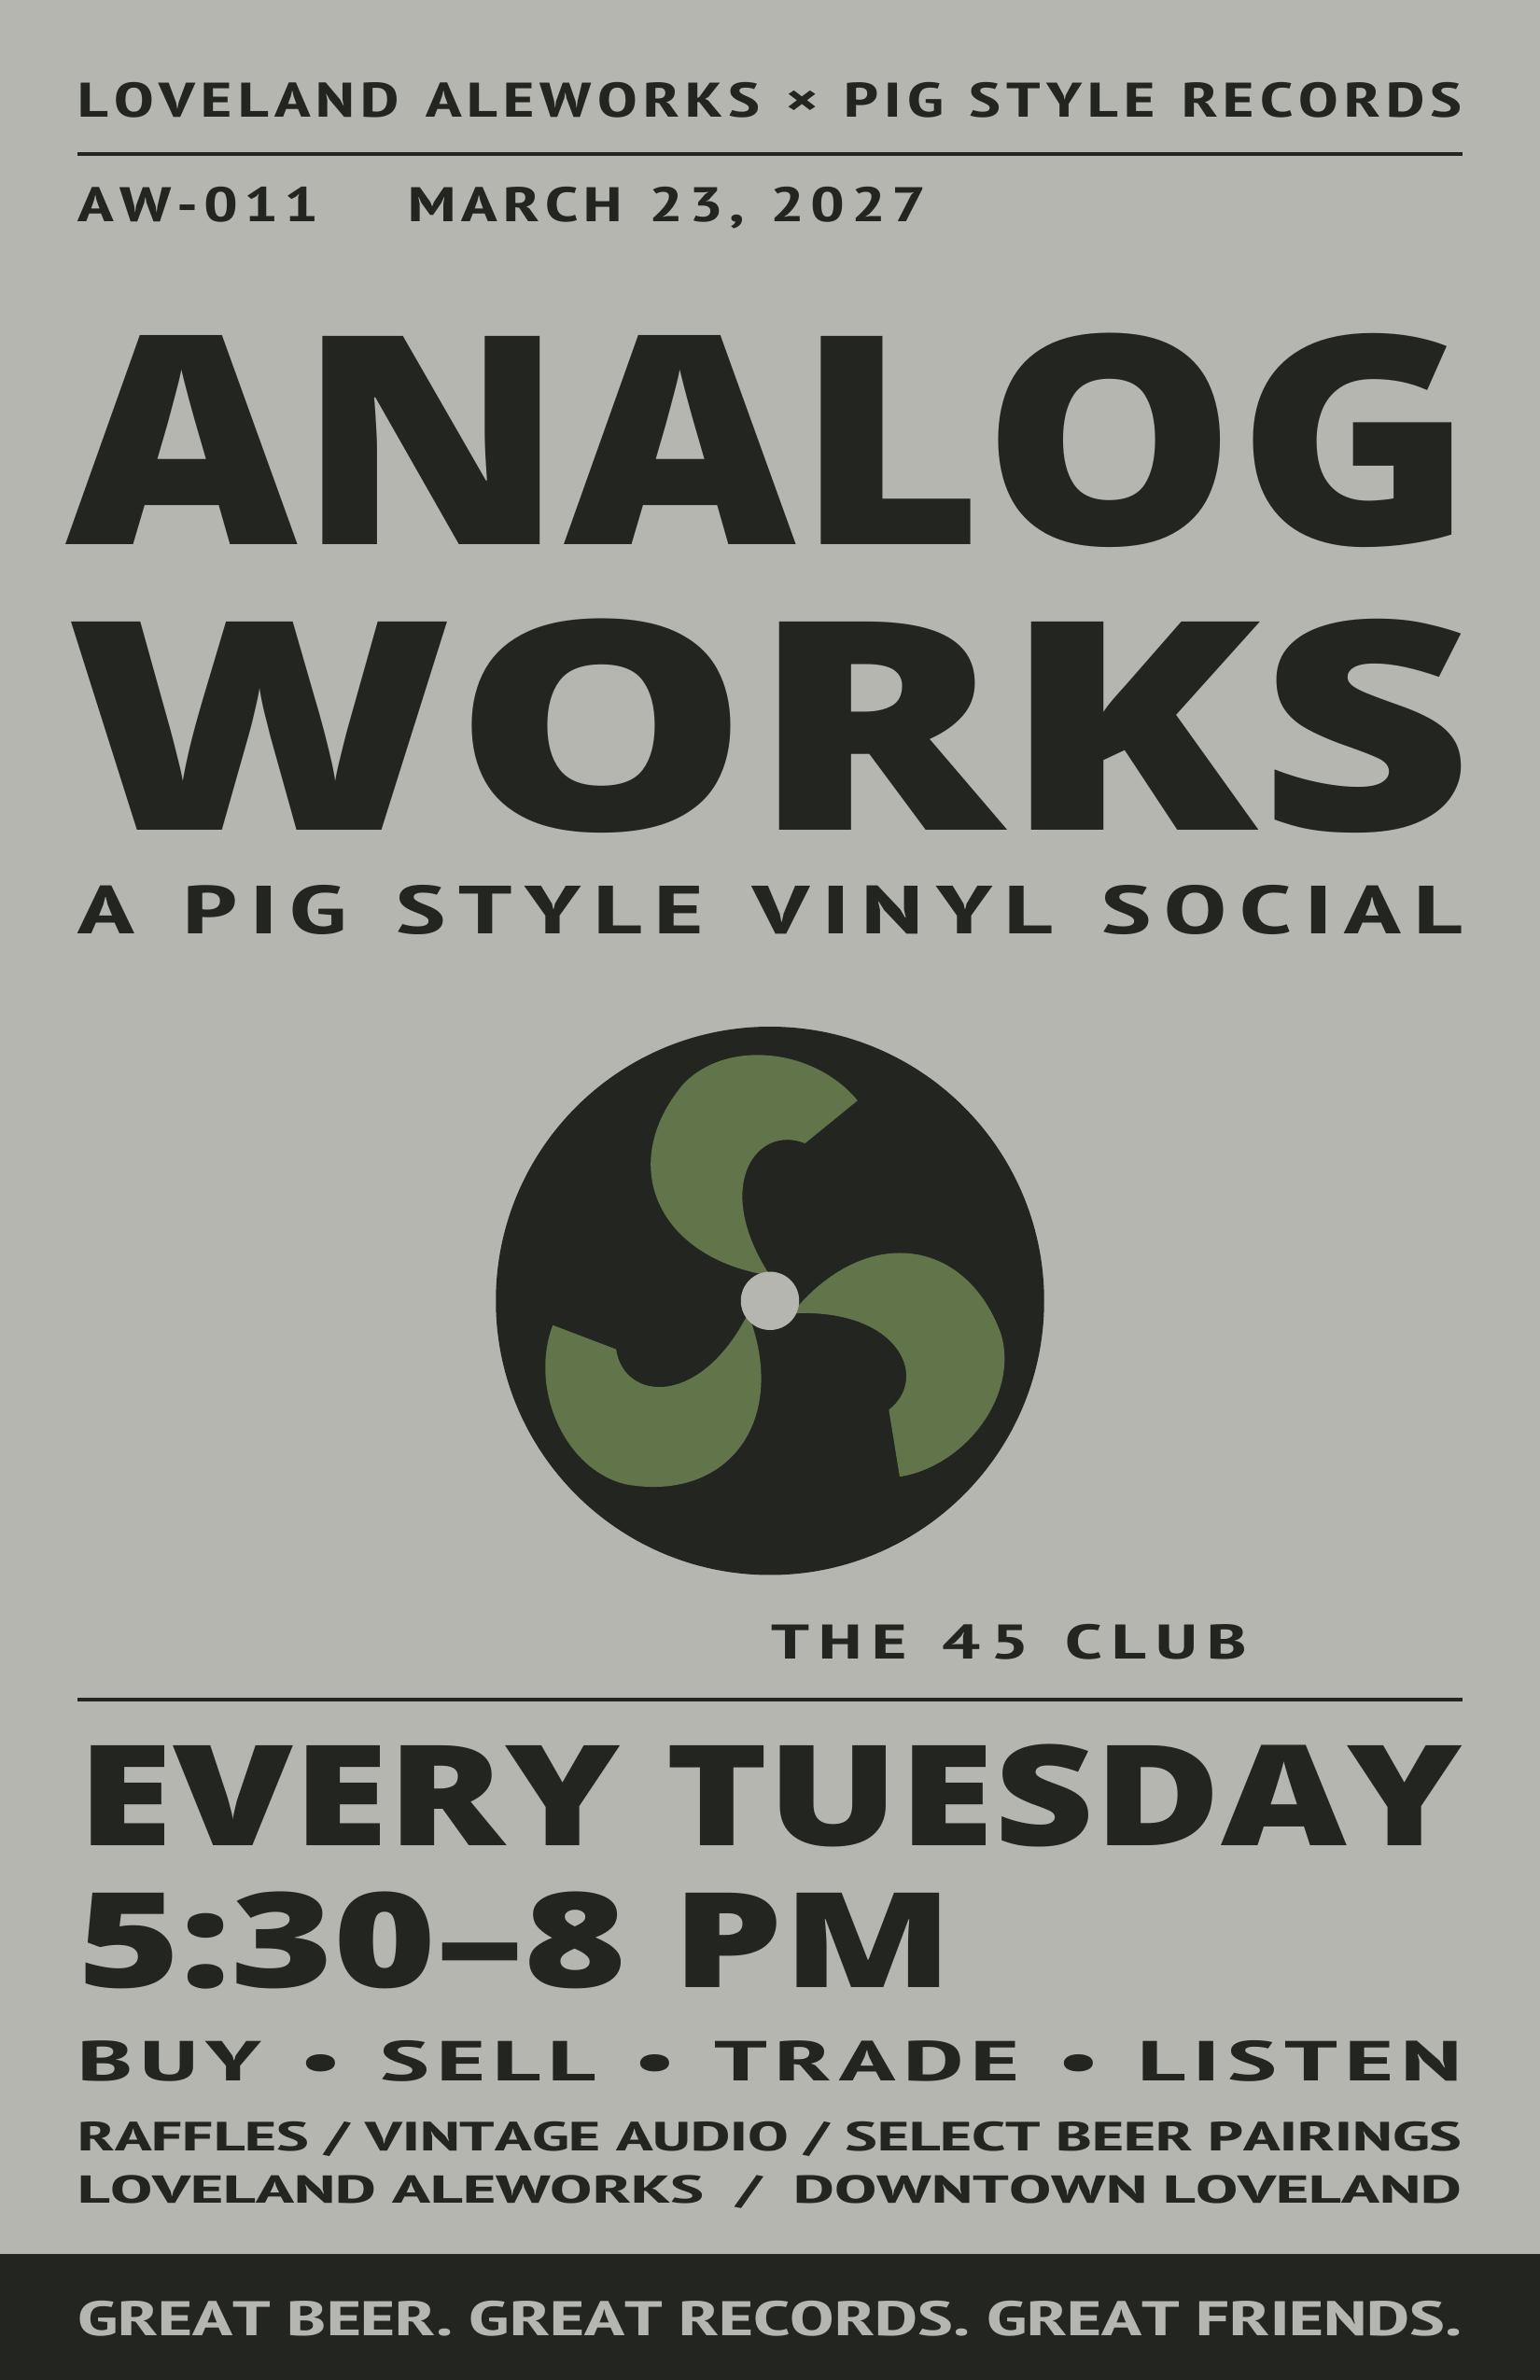 LOVELAND ALEWORKS × PIG STYLE RECORDS
AW-011 MARCH 23, 2027
ANALOG
WORKS
A PIG STYLE VINYL SOCIAL
THE 45 CLUB
EVERY TUESDAY
5:30–8 PM
BUY • SELL • TRADE • LISTEN
RAFFLES / VINTAGE AUDIO / SELECT BEER PAIRINGS
LOVELAND ALEWORKS / DOWNTOWN LOVELAND
GREAT BEER. GREAT RECORDS. GREAT FRIENDS.